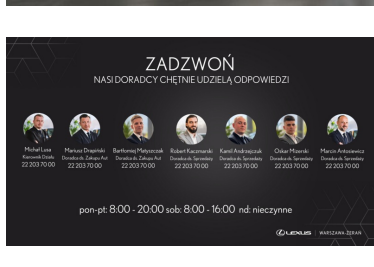 ZADZWOŃ
NASI DORADCY CHĘTNIE UDZIELĄ ODPOWIEDZI
Michał Lusa
Kierownik Działu
22 203 70 00
Mariusz Drapiński
Doradca ds. Zakupu Aut
22 203 70 00
Bartłomiej Matyszczak
Doradca ds. Zakupu Aut
22 203 70 00
Robert Kaczmarski
Doradca ds. Sprzedaży
22 203 70 00
Kamil Andrzejczuk
Doradca ds. Sprzedaży
22 203 70 00
Oskar Mizerski
Doradca ds. Sprzedaży
22 203 70 00
Marcin Antosiewicz
Doradca ds. Sprzedaży
22 203 70 00
pon-pt: 8:00 - 20:00 sob: 8:00 - 16:00 nd: nieczynne
LEXUS | WARSZAWA-ŻERAŃ